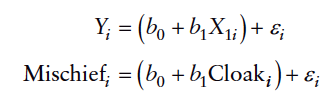 Yᵢ = (b₀ + b₁X₁ᵢ) + εᵢ
Mischiefᵢ = (b₀ + b₁Cloakᵢ) + εᵢ